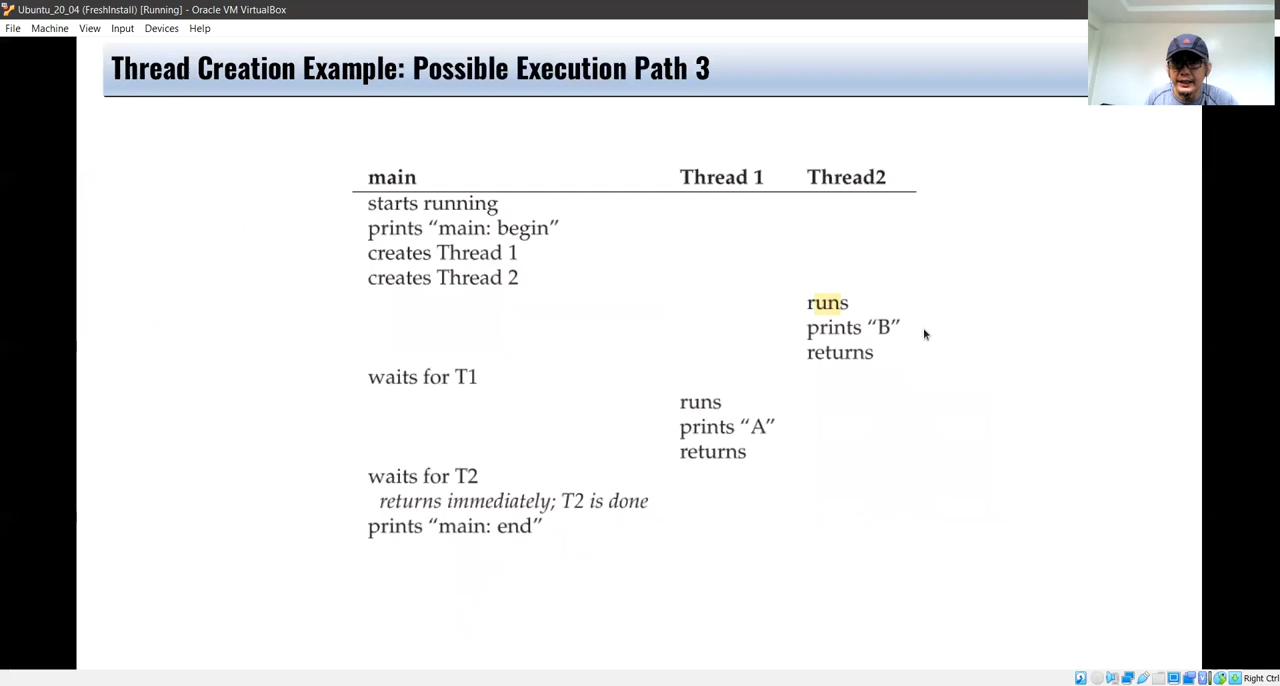 Ubuntu_20_04 (FreshInstall) [Running] - Oracle VM VirtualBox
File Machine View Input Devices Help
Thread Creation Example: Possible Execution Path 3
main Thread 1 Thread2
starts running
prints “main: begin”
creates Thread 1
creates Thread 2
runs
prints “B”
returns
waits for T1
runs
prints “A”
returns
waits for T2
returns immediately; T2 is done
prints “main: end”
Right Ctrl